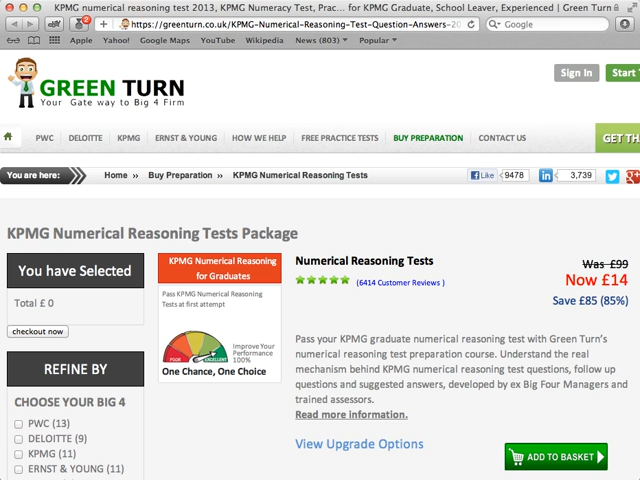 KPMG numerical reasoning test 2013, KPMG Numeracy Test, Prac... for KPMG Graduate, School Leaver, Experienced | Green Turn
https://greenturn.co.uk/KPMG-Numerical-Reasoning-Test-Question-Answers-20
Google
Apple Yahoo! Google Maps YouTube Wikipedia News (803) Popular
GREEN TURN
Your Gate way to Big 4 Firm
Sign In
Start
PWC DELOITTE KPMG ERNST & YOUNG HOW WE HELP FREE PRACTICE TESTS BUY PREPARATION CONTACT US
GET TH
You are here: Home ›› Buy Preparation ›› KPMG Numerical Reasoning Tests
Like 9478 in 3,739
KPMG Numerical Reasoning Tests Package
You have Selected
Total £ 0
checkout now
REFINE BY
CHOOSE YOUR BIG 4
PWC (13)
DELOITTE (9)
KPMG (11)
ERNST & YOUNG (11)
KPMG Numerical Reasoning
for Graduates
Pass KPMG Numerical Reasoning
Tests at first attempt
POOR
EXCELLENT
Improve Your
Performance
100%
One Chance, One Choice
Numerical Reasoning Tests
(6414 Customer Reviews )
Was £99
Now £14
Save £85 (85%)
Pass your KPMG graduate numerical reasoning test with Green Turn's
numerical reasoning test preparation course. Understand the real
mechanism behind KPMG numerical reasoning test questions, follow up
questions and suggested answers, developed by ex Big Four Managers and
trained assessors.
Read more information.
View Upgrade Options
ADD TO BASKET